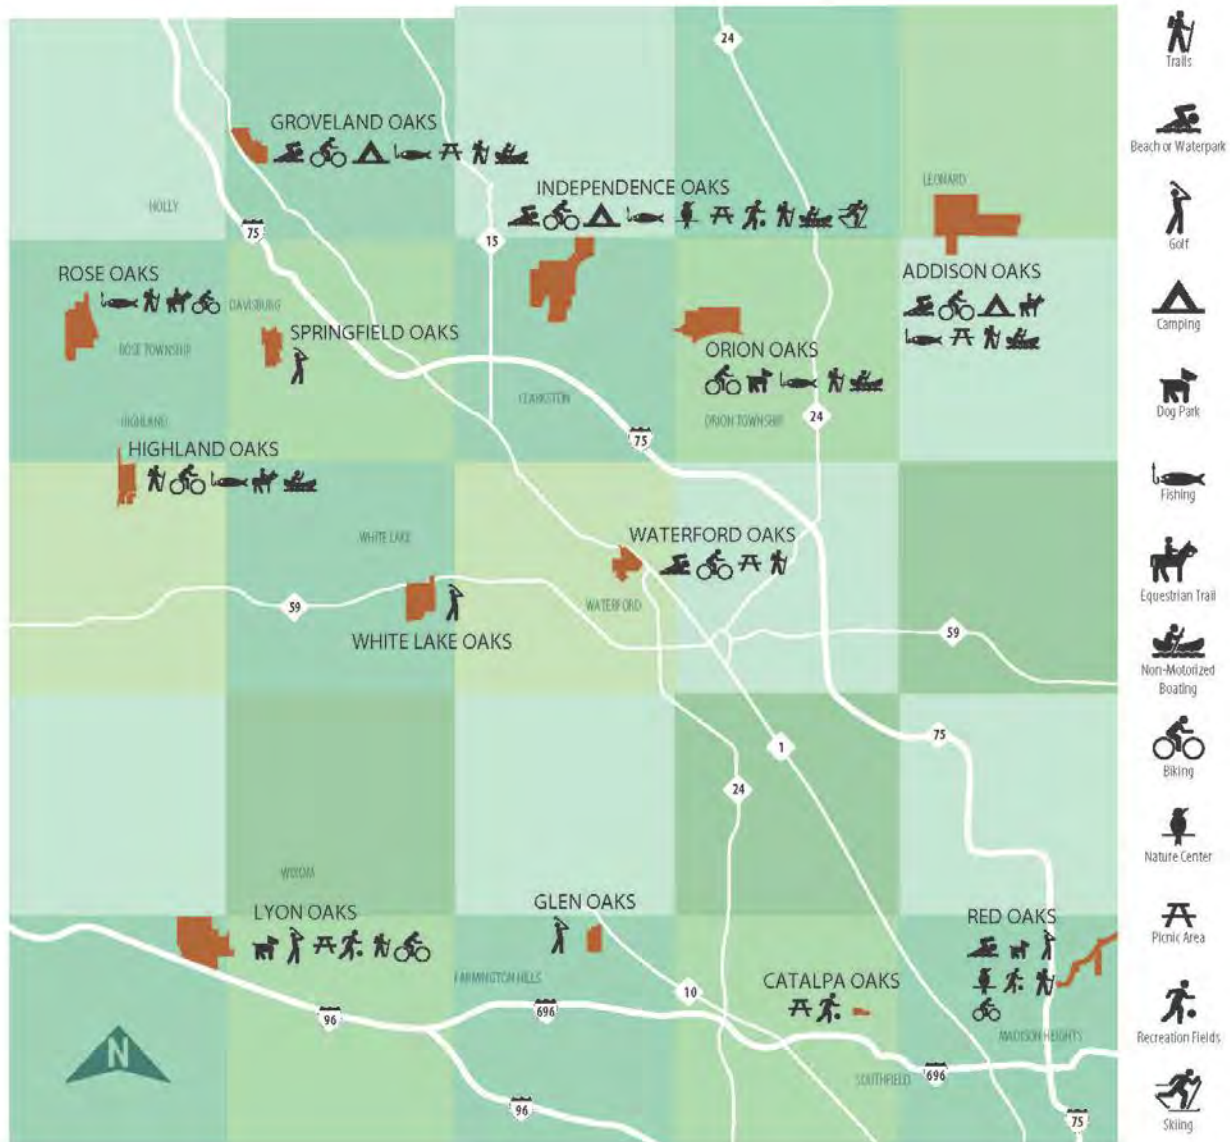 24
GROVELAND OAKS
INDEPENDENCE OAKS
LEONARD
HOLLY
75
15
ROSE OAKS
DAVISBURG
SPRINGFIELD OAKS
ROSE TOWNSHIP
ADDISON OAKS
ORION OAKS
CLARKSTON
24
ORION TOWNSHIP
HIGHLAND
75
HIGHLAND OAKS
WHITE LAKE
WATERFORD OAKS
59
WATERFORD
59
WHITE LAKE OAKS
75
1
24
WIXOM
LYON OAKS
GLEN OAKS
RED OAKS
FARMINGTON HILLS
CATALPA OAKS
10
696
96
MADISON HEIGHTS
SOUTHFIELD
696
96
75
N
Trails
Beach or Waterpark
Golf
Camping
Dog Park
Fishing
Equestrian Trail
Non-Motorized
Boating
Biking
Nature Center
Picnic Area
Recreation Fields
Skiing